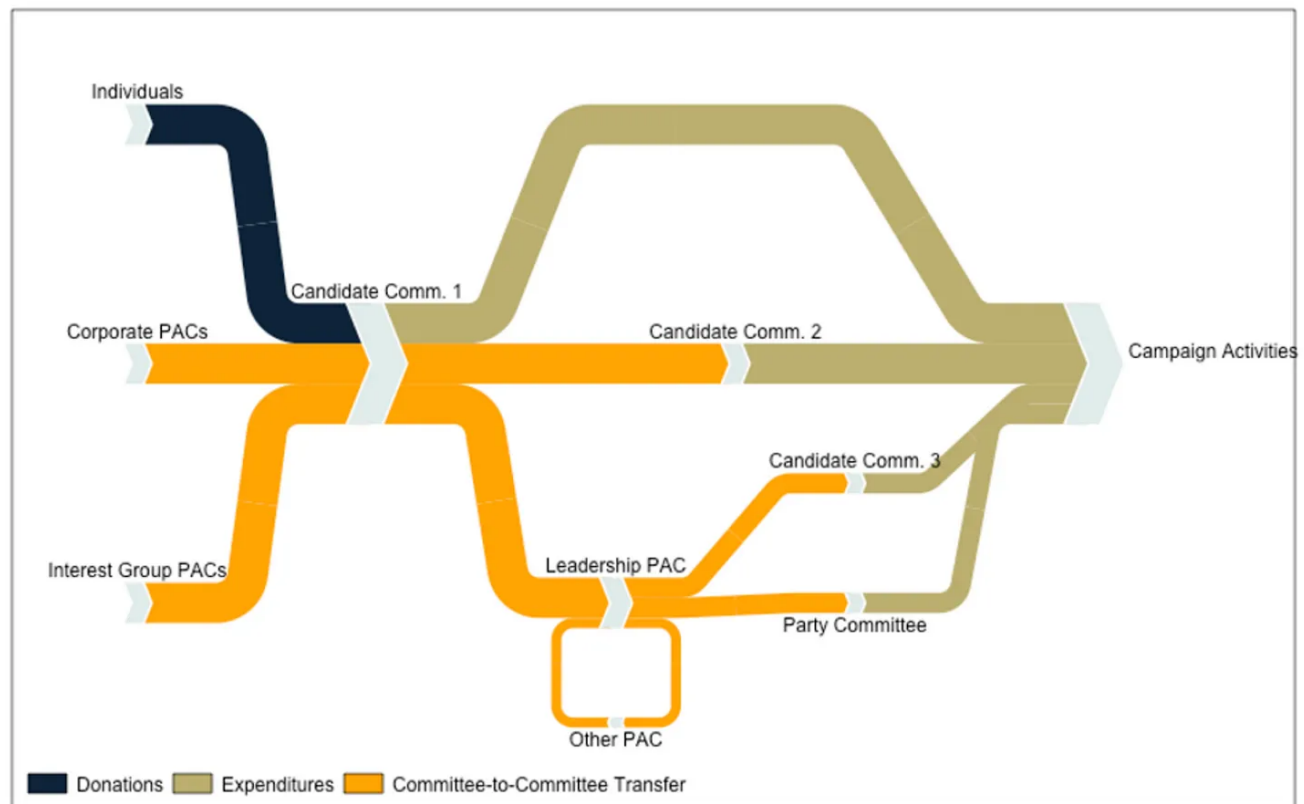 Individuals
Candidate Comm. 1
Corporate PACs
Candidate Comm. 2
Campaign Activities
Candidate Comm. 3
Interest Group PACs
Leadership PAC
Party Committee
Other PAC
Donations
Expenditures
Committee-to-Committee Transfer